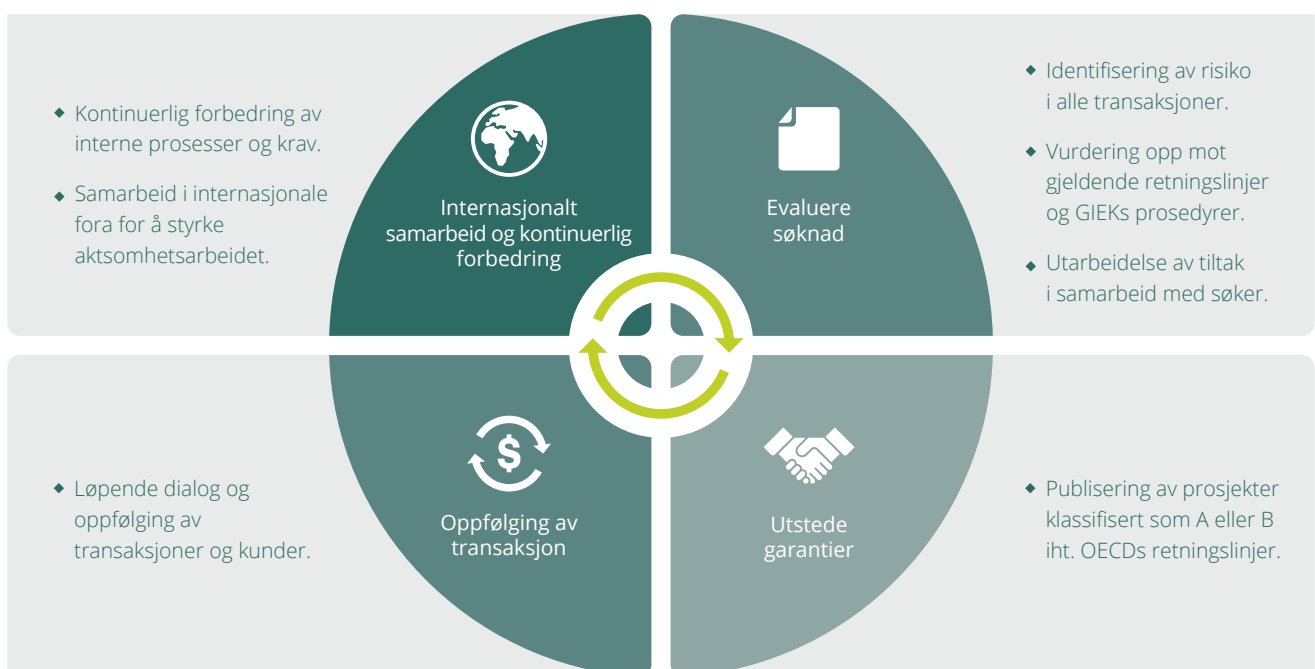 ◆ Kontinuerlig forbedring av
interne prosesser og krav.
◆ Samarbeid i internasjonale
fora for å styrke
aktsomhetsarbeidet.
Internasjonalt
samarbeid og kontinuerlig
forbedring
Evaluere
søknad
◆ Identifisering av risiko
i alle transaksjoner.
◆ Vurdering opp mot
gjeldende retningslinjer
og GIEKs prosedyrer.
◆ Utarbeidelse av tiltak
i samarbeid med søker.
◆ Løpende dialog og
oppfølging av
transaksjoner og kunder.
$
Oppfølging av
transaksjon
Utstede
garantier
◆ Publisering av prosjekter
klassifisert som A eller B
iht. OECDs retningslinjer.